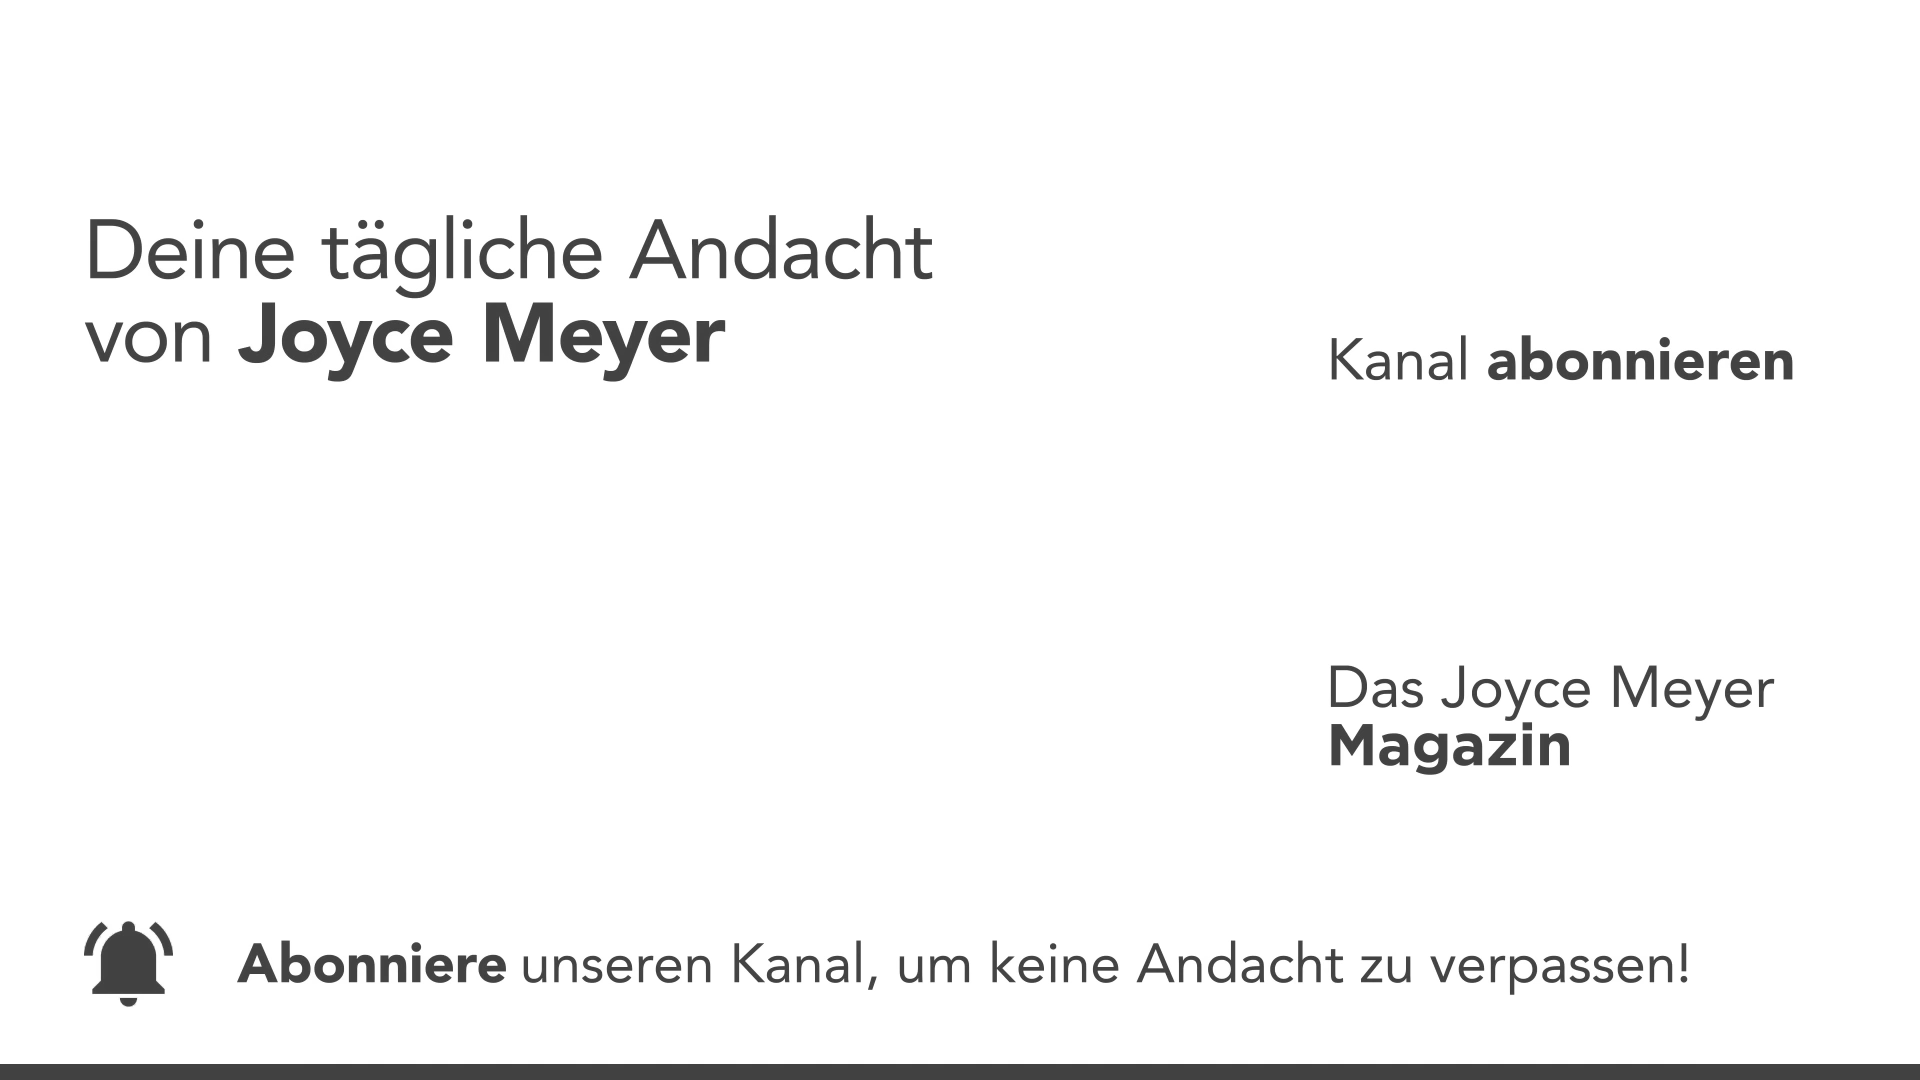 Deine tägliche Andacht
von Joyce Meyer
Kanal abonnieren
Das Joyce Meyer
Magazin
Abonniere unseren Kanal, um keine Andacht zu verpassen!